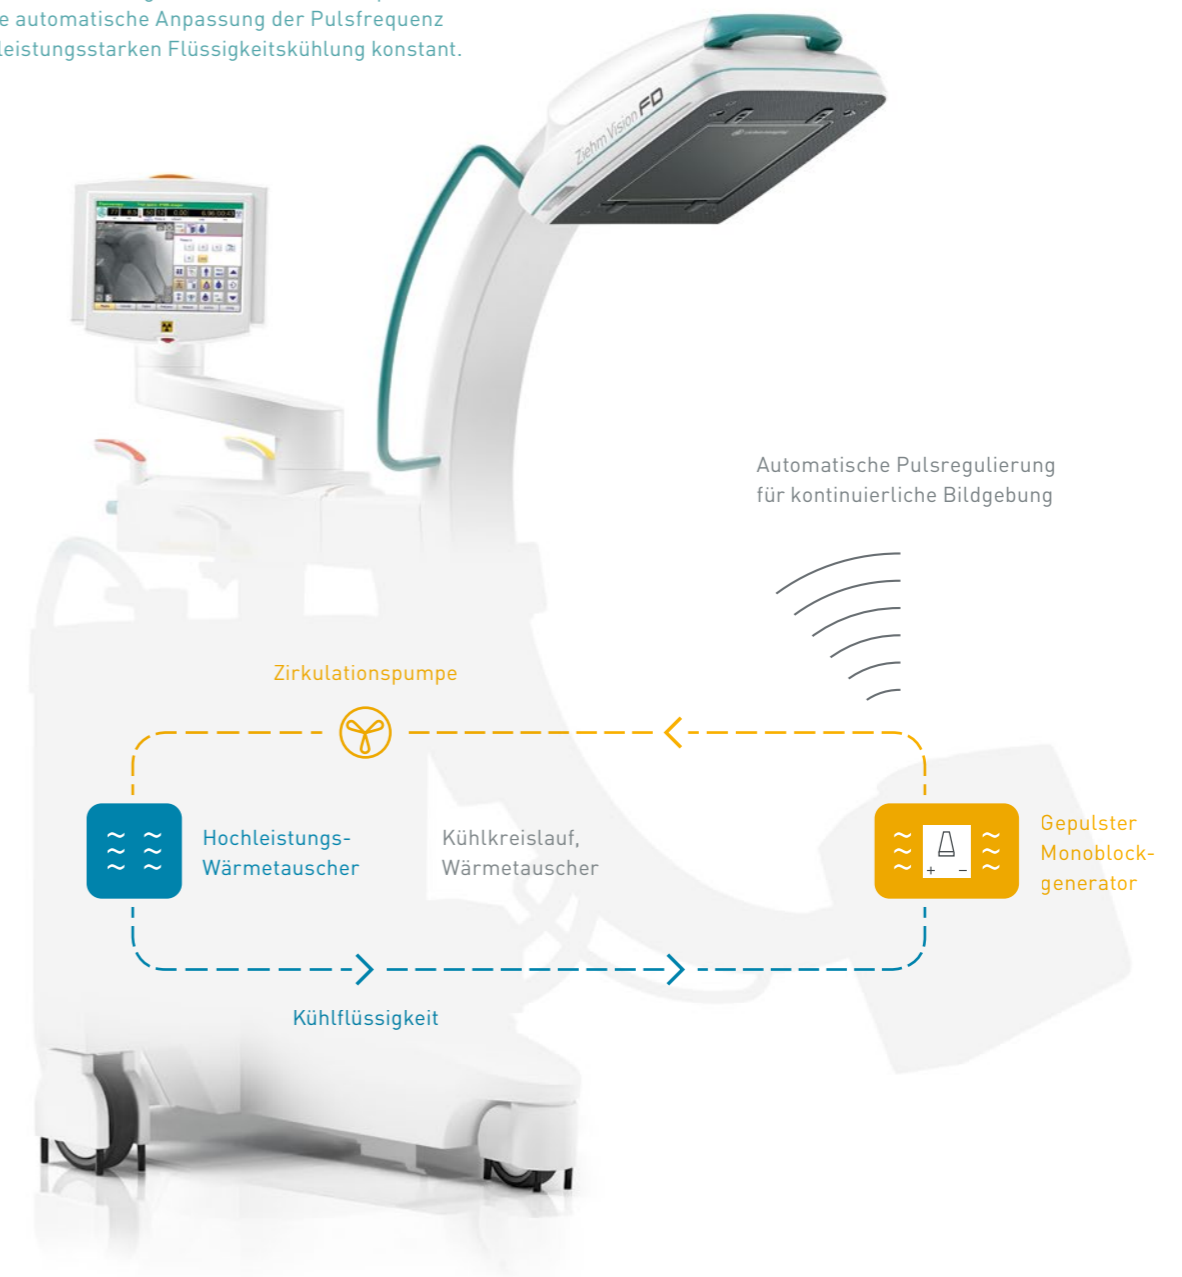 e automatische Anpassung der Pulsfrequenz
leistungsstarken Flüssigkeitskühlung konstant.
Ziehm Vision FD
Automatische Pulsregulierung
für kontinuierliche Bildgebung
Zirkulationspumpe
Hochleistungs-
Wärmetauscher
Kühlkreislauf,
Wärmetauscher
+ −
Gepulster
Monoblock-
generator
Kühlflüssigkeit